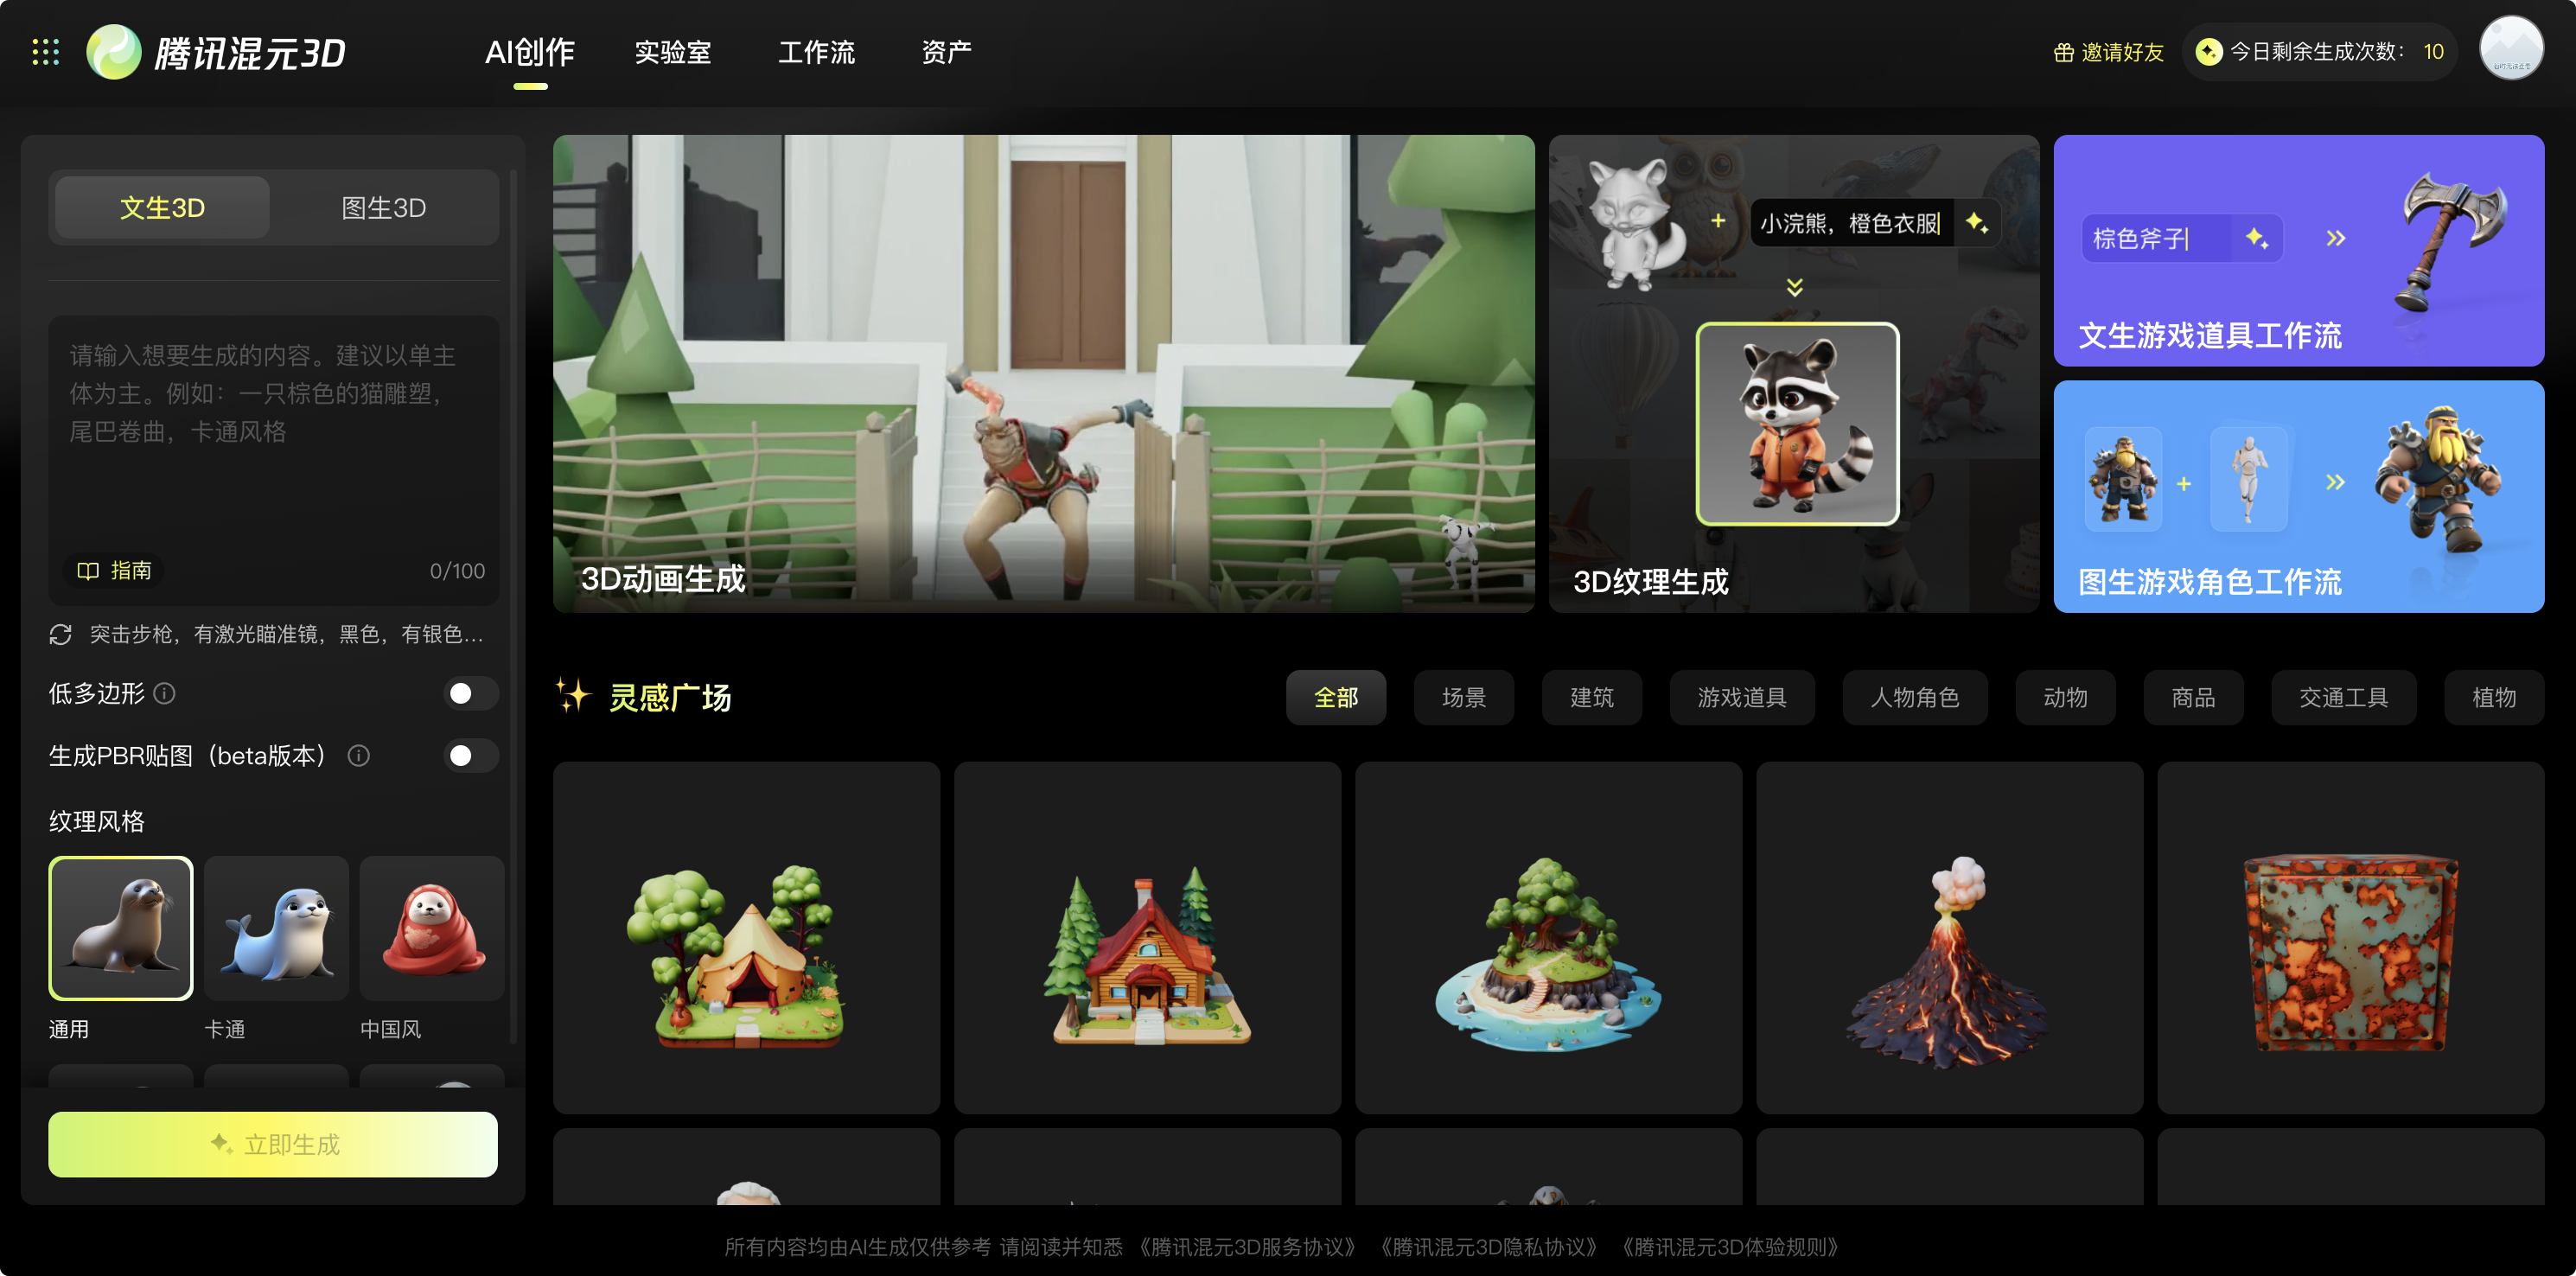 腾讯混元3D
AI创作
实验室
工作流
资产
邀请好友
今日剩余生成次数： 10
文生3D
图生3D
请输入想要生成的内容。建议以单主
体为主。例如：一只棕色的猫雕塑，
尾巴卷曲，卡通风格
指南
0/100
突击步枪，有激光瞄准镜，黑色，有银色...
低多边形
生成PBR贴图（beta版本）
纹理风格
通用
卡通
中国风
立即生成
3D动画生成
小浣熊，橙色衣服
3D纹理生成
棕色斧子
文生游戏道具工作流
图生游戏角色工作流
灵感广场
全部
场景
建筑
游戏道具
人物角色
动物
商品
交通工具
植物
所有内容均由AI生成仅供参考 请阅读并知悉 《腾讯混元3D服务协议》 《腾讯混元3D隐私协议》 《腾讯混元3D体验规则》